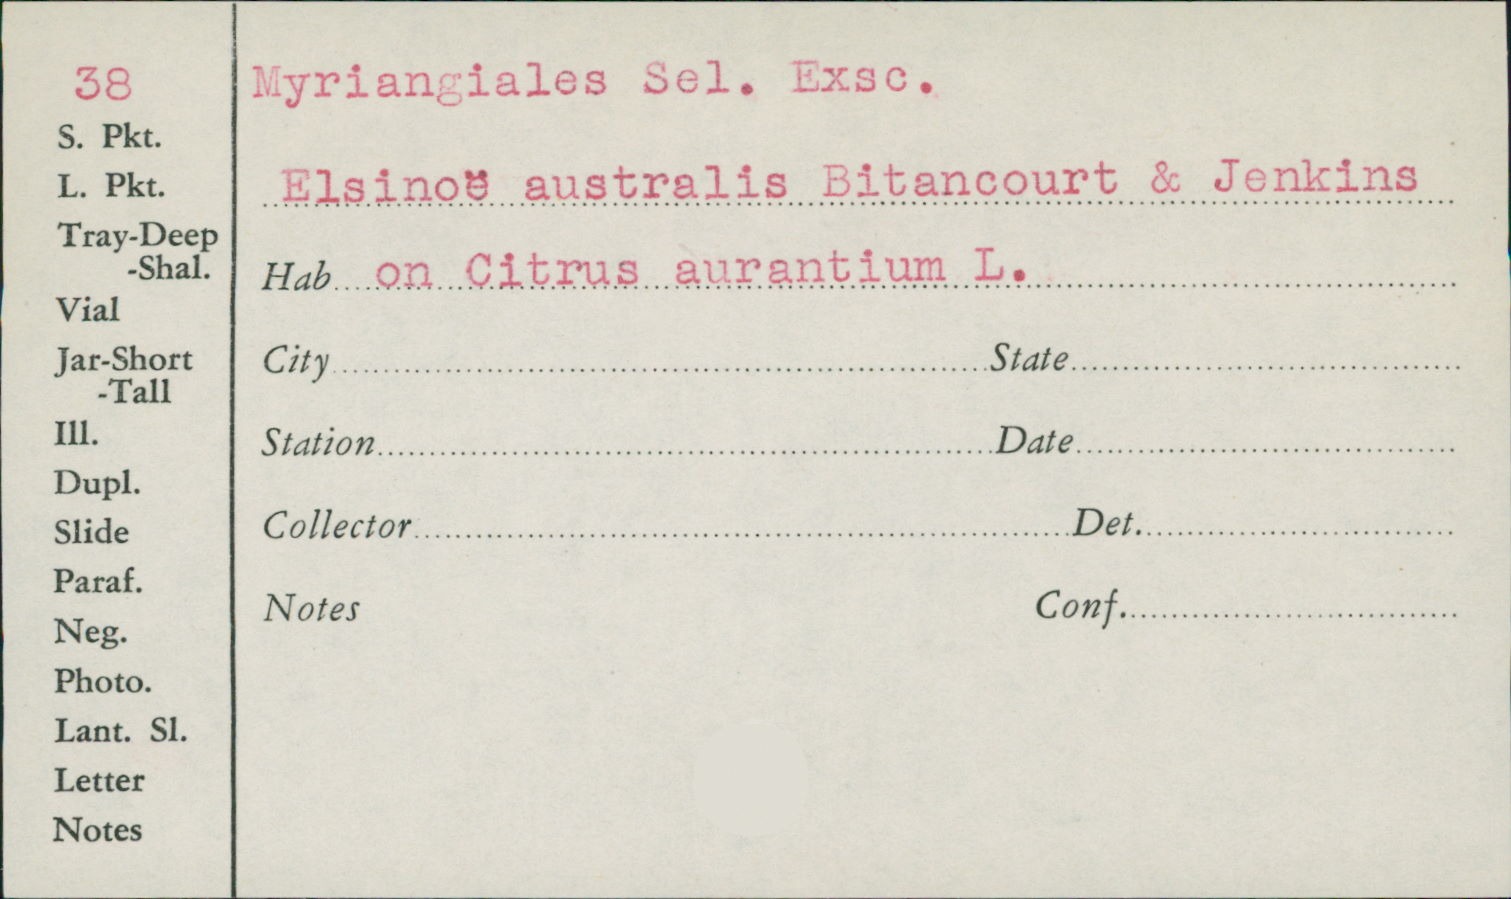 38
S. Pkt.
L. Pkt.
Tray-Deep
-Shal.
Vial
Jar-Short
-Tall
Ill.
Dupl.
Slide
Paraf.
Neg.
Photo.
Lant. Sl.
Letter
Notes
Myriangiales Sel. Exsc.
Elsinoë australis Bitancourt & Jenkins
Hab on Citrus aurantium L.
City State
Station Date
Collector Det.
Notes Conf.